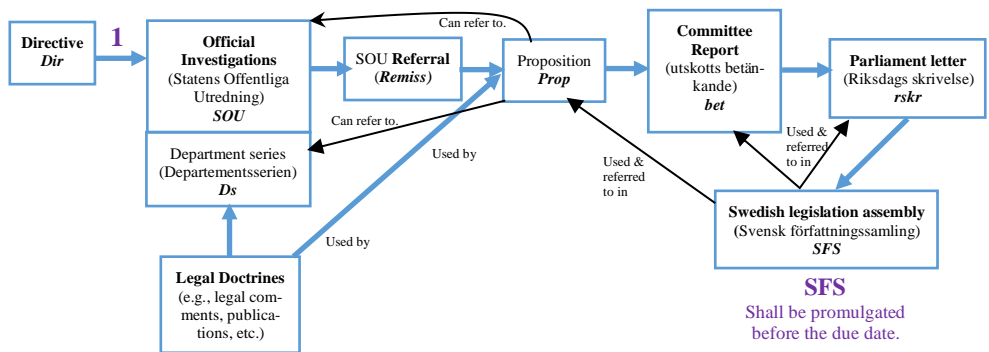 Directive
Dir
1
Official
Investigations
(Statens Offentliga
Utredning)
SOU
Department series
(Departementsserien)
Ds
Legal Doctrines
(e.g., legal com-
ments, publica-
tions, etc.)
SOU Referral
(Remiss)
Can refer to.
Can refer to.
Used by
Used by
Proposition
Prop
Committee
Report
(utskotts betän-
kande)
bet
Parliament letter
(Riksdags skrivelse)
rskr
Used &
referred
to in
Used &
referred
to in
Swedish legislation assembly
(Svensk författningssamling)
SFS
SFS
Shall be promulgated
before the due date.